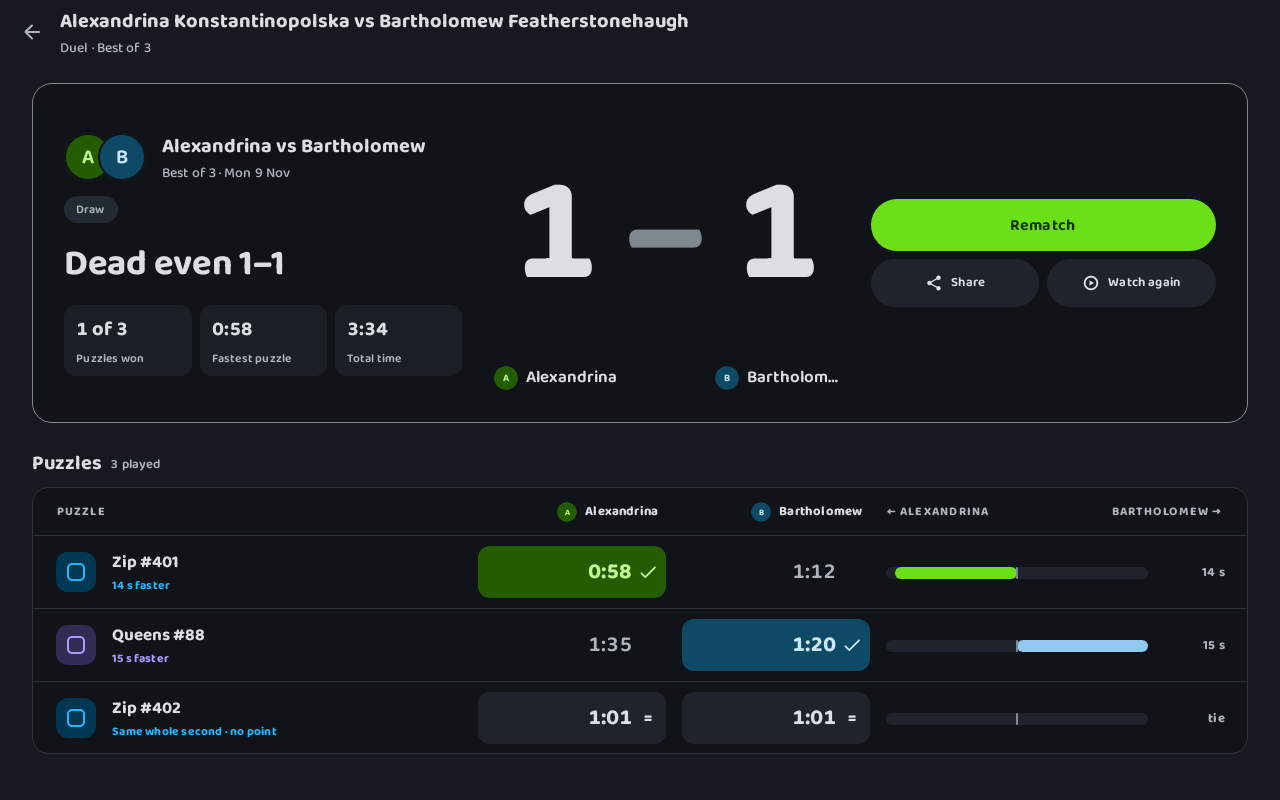 Alexandrina Konstantinopolska vs Bartholomew Featherstonehaugh
Duel · Best of 3
A B Alexandrina vs Bartholomew
Best of 3 · Mon 9 Nov
Draw
Dead even 1–1
1 of 3
Puzzles won
0:58
Fastest puzzle
3:34
Total time
1 – 1
A Alexandrina
B Bartholom…
Rematch
Share
Watch again
Puzzles 3 played
PUZZLE A Alexandrina B Bartholomew ← ALEXANDRINA BARTHOLOMEW →
Zip #401
14 s faster
0:58 ✓ 1:12 14 s
Queens #88
15 s faster
1:35 1:20 ✓ 15 s
Zip #402
Same whole second · no point
1:01 = 1:01 = tie